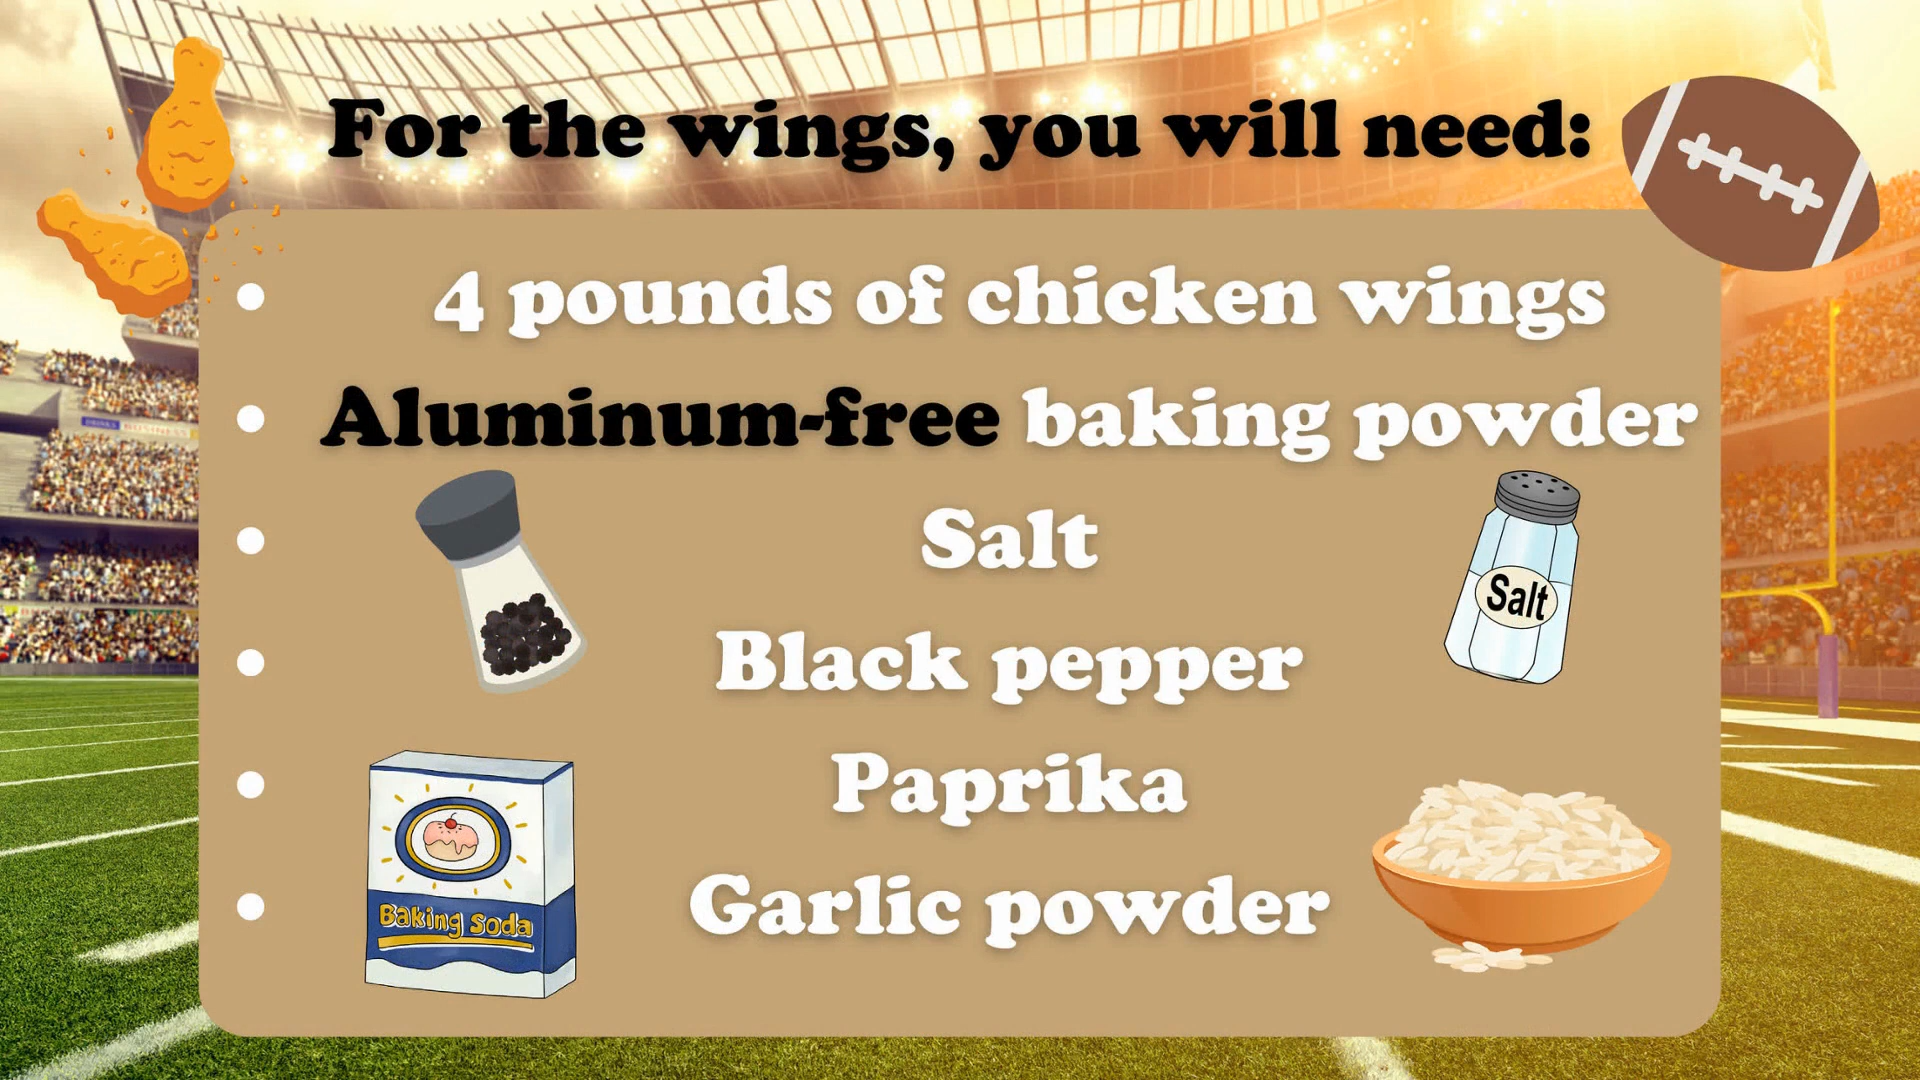 For the wings, you will need:
4 pounds of chicken wings
Aluminum-free baking powder
Salt
Salt
Black pepper
Paprika
Garlic powder
Baking Soda